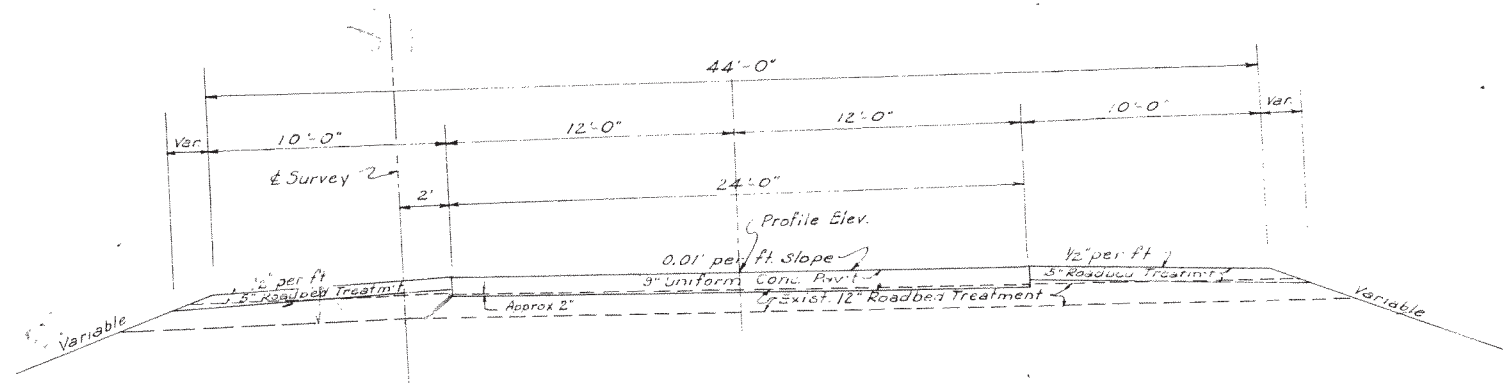 44'-0"
Var.
10'-0"
12'-0"
12'-0"
10'-0"
Var.
℄ Survey
2'
24'-0"
Profile Elev.
0.01' per ft. slope
1/2" per ft
1/2" per ft
5" Roadbed Treatm't
9" Uniform Conc. Pav't
5" Roadbed Treatm't
Approx 2"
Exist. 12" Roadbed Treatment
Variable
Variable